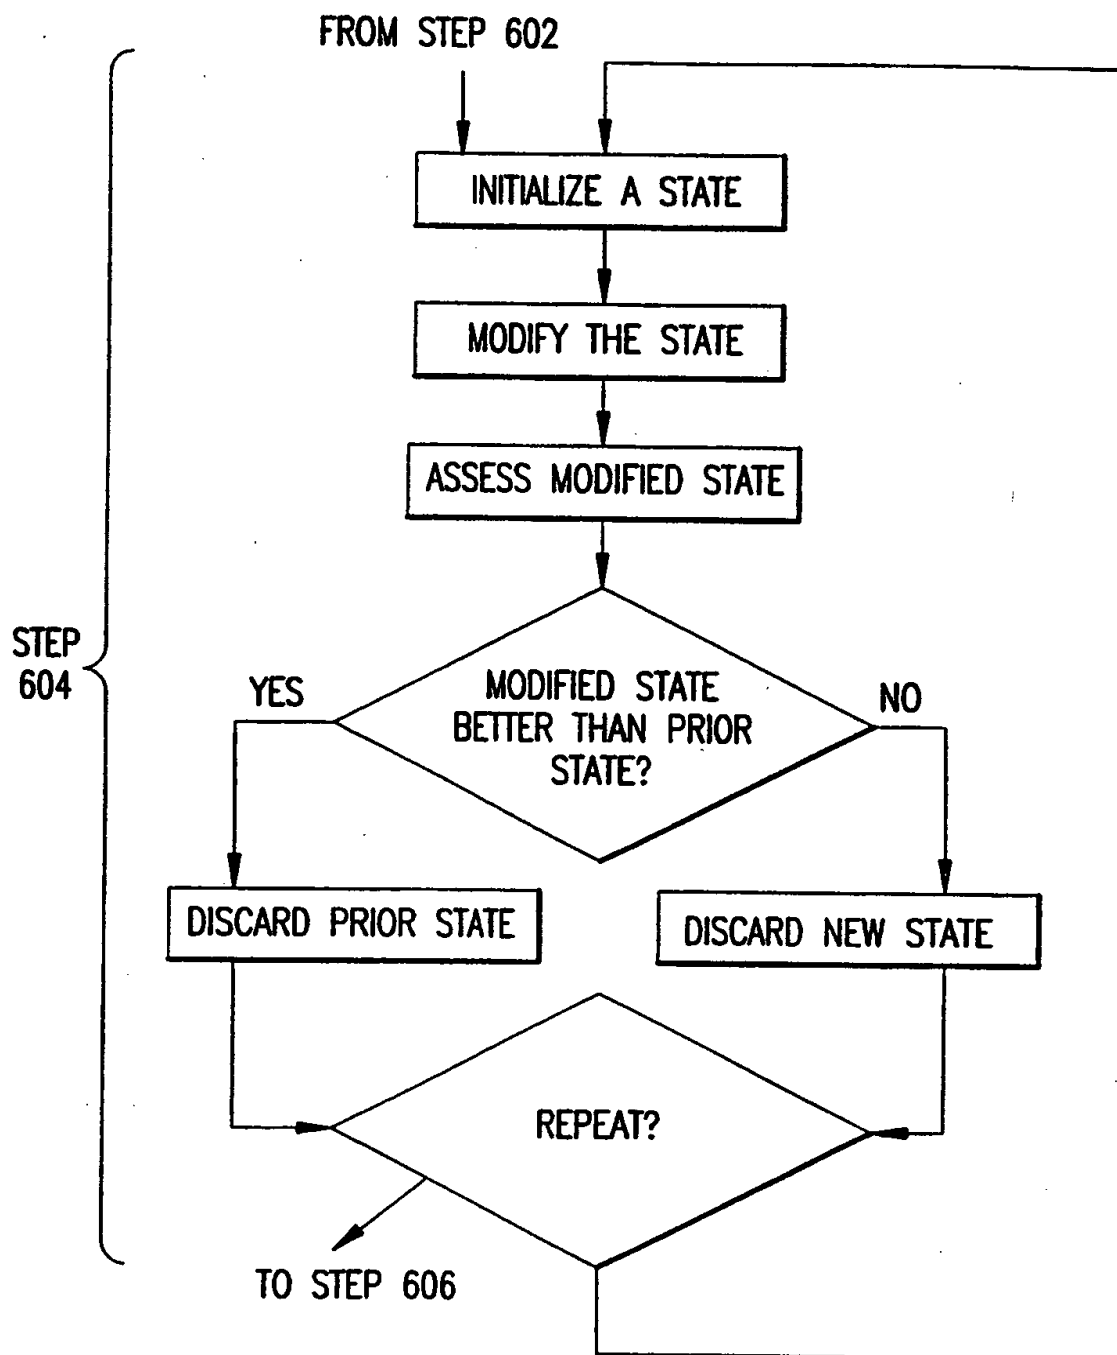 FROM STEP 602
INITIALIZE A STATE
MODIFY THE STATE
ASSESS MODIFIED STATE
STEP
604
YES
MODIFIED STATE
BETTER THAN PRIOR
STATE?
NO
DISCARD PRIOR STATE
DISCARD NEW STATE
REPEAT?
TO STEP 606